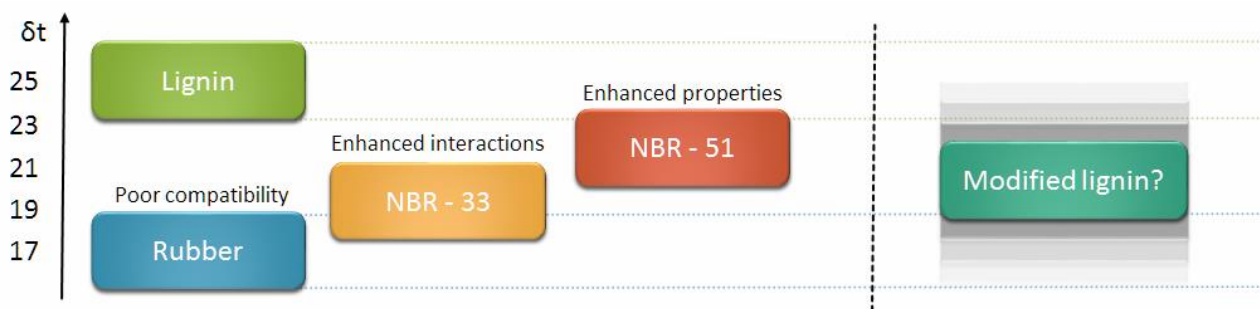 δt
25
23
21
19
17
Lignin
Poor compatibility
Rubber
Enhanced interactions
NBR - 33
Enhanced properties
NBR - 51
Modified lignin?